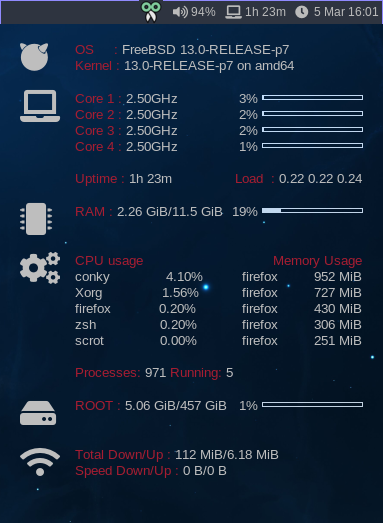 94% 1h 23m 5 Mar 16:01
OS : FreeBSD 13.0-RELEASE-p7
Kernel : 13.0-RELEASE-p7 on amd64
Core 1 : 2.50GHz 3%
Core 2 : 2.50GHz 2%
Core 3 : 2.50GHz 2%
Core 4 : 2.50GHz 1%
Uptime : 1h 23m Load : 0.22 0.22 0.24
RAM : 2.26 GiB/11.5 GiB 19%
CPU usage Memory Usage
conky 4.10% firefox 952 MiB
Xorg 1.56% firefox 727 MiB
firefox 0.20% firefox 430 MiB
zsh 0.20% firefox 306 MiB
scrot 0.00% firefox 251 MiB
Processes: 971 Running: 5
ROOT : 5.06 GiB/457 GiB 1%
Total Down/Up : 112 MiB/6.18 MiB
Speed Down/Up : 0 B/0 B